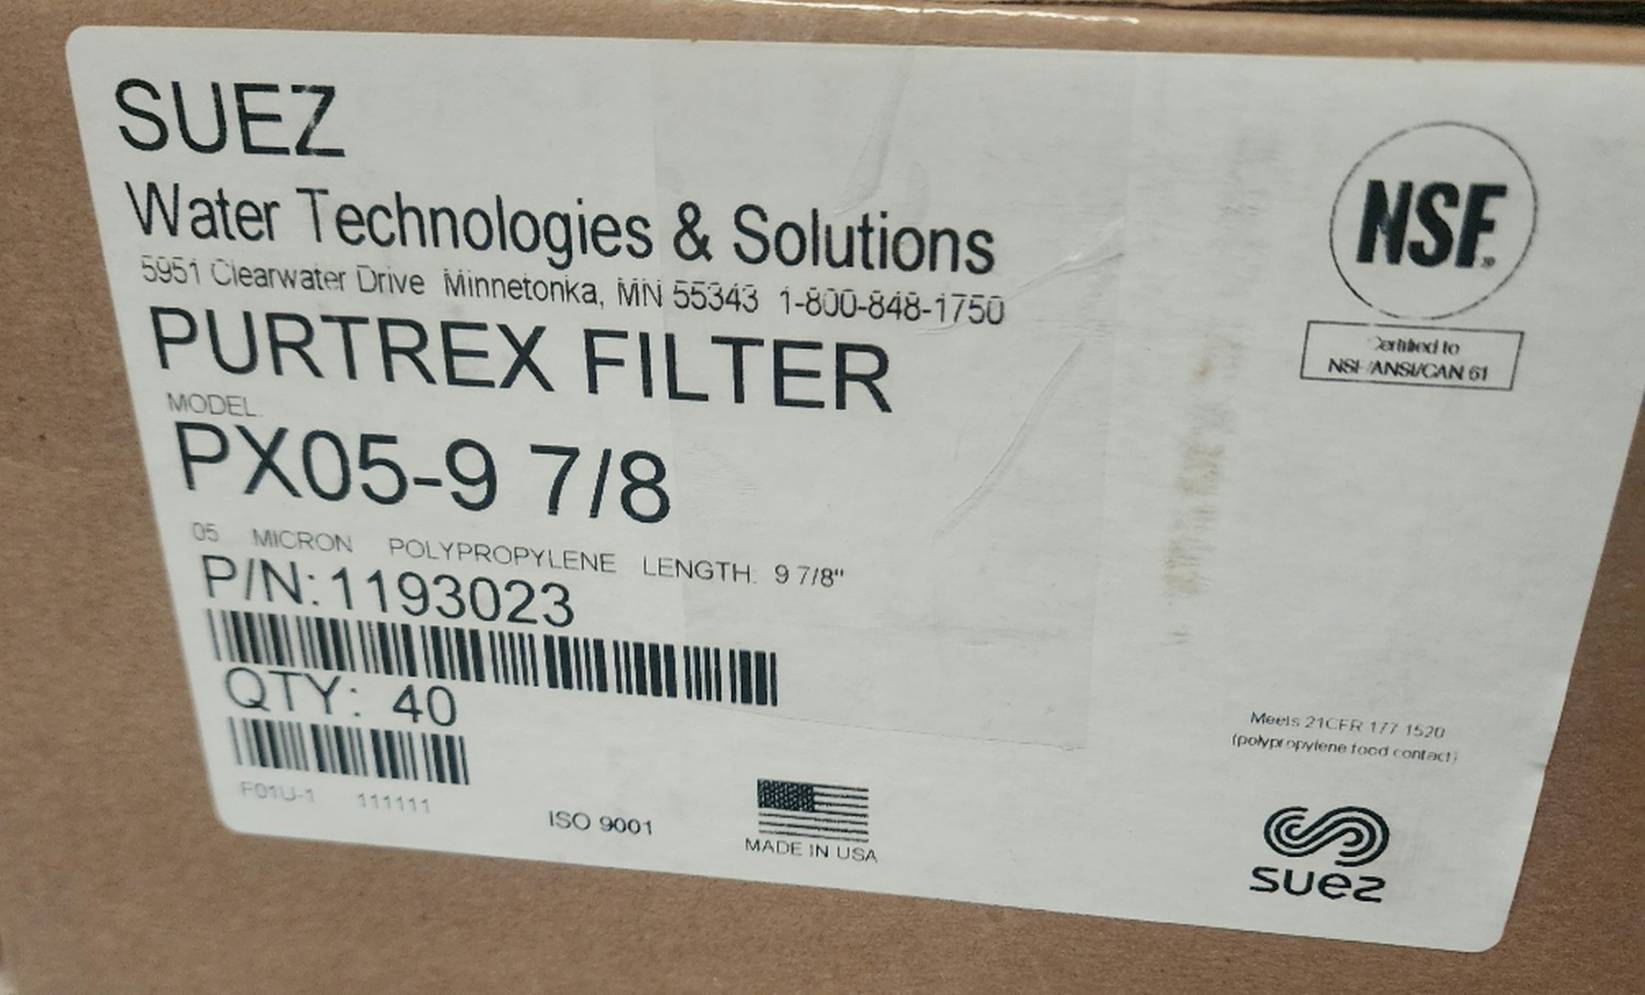 SUEZ
Water Technologies & Solutions
5951 Clearwater Drive Minnetonka, MN 55343 1-800-848-1750
PURTREX FILTER
MODEL.
PX05-9 7/8
05 MICRON POLYPROPYLENE LENGTH. 9 7/8"
P/N:1193023
QTY: 40
F01U-1 111111
ISO 9001
MADE IN USA
NSF®
Certified to
NSF/ANSI/CAN 61
Meets 21CFR 177 1520
(polypropylene food contact)
suez